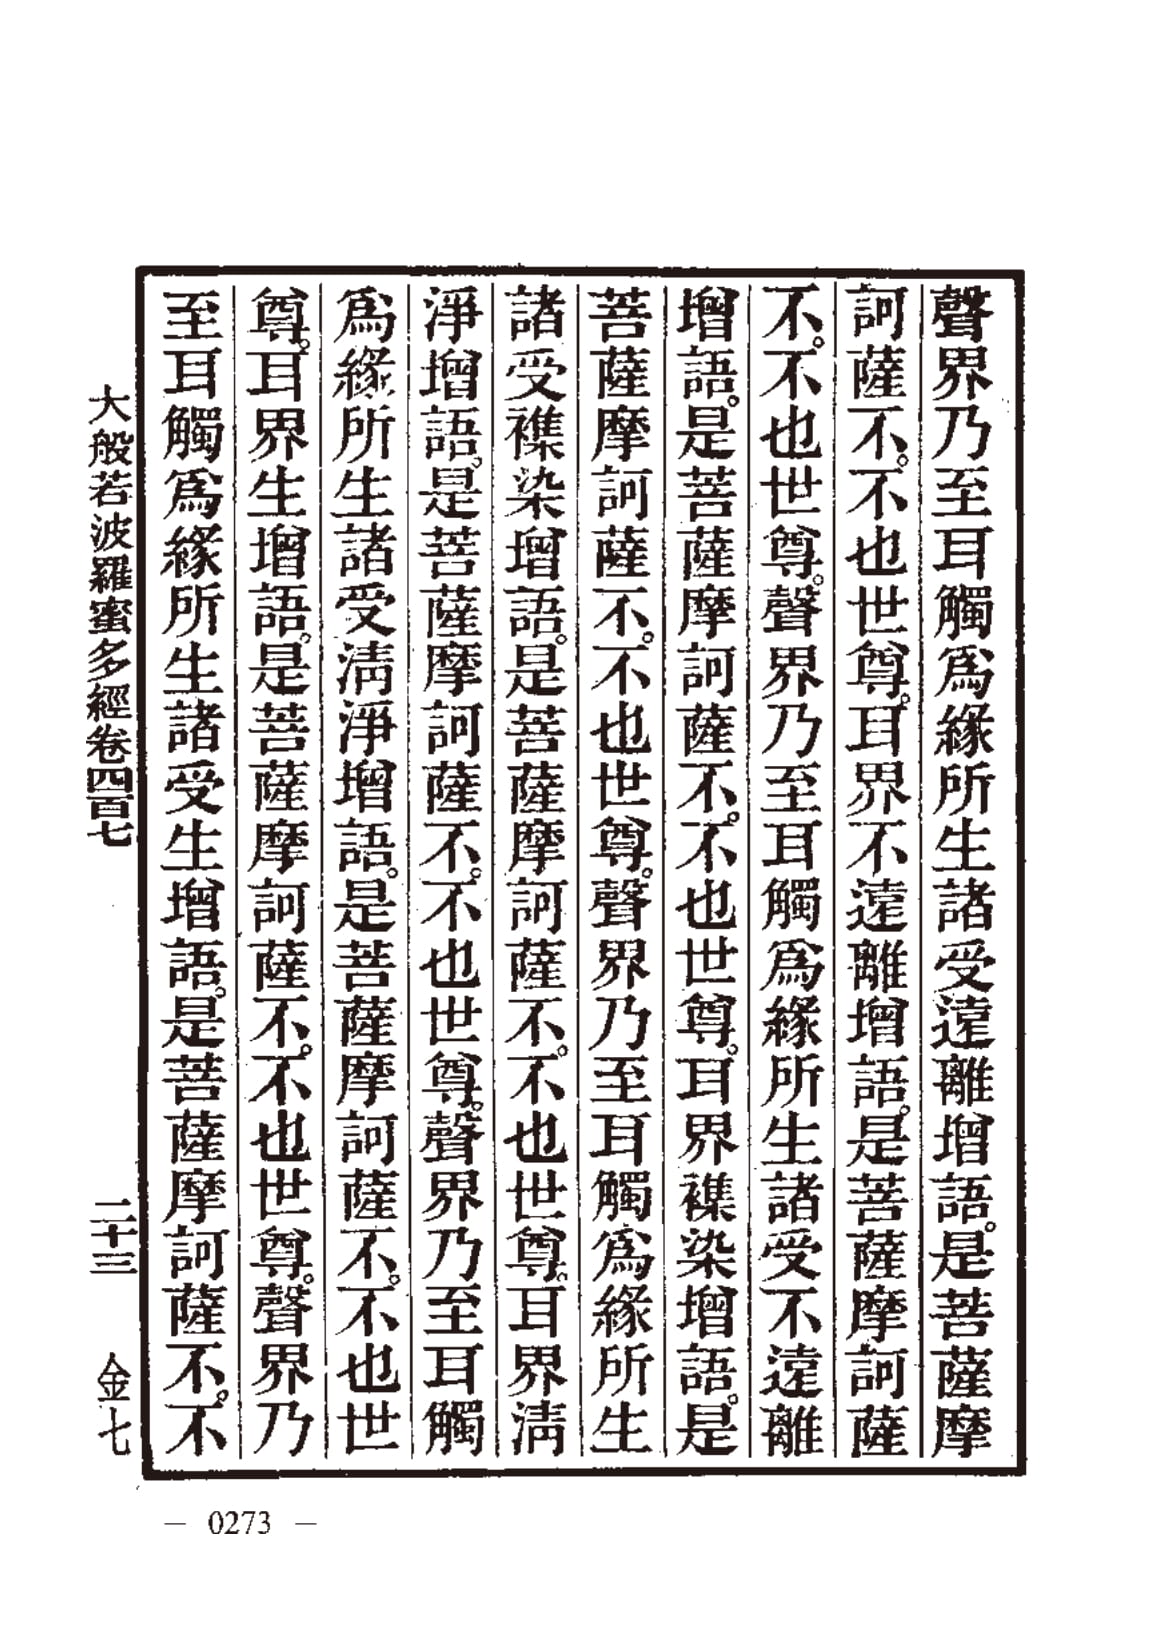 聲界乃至耳觸爲緣所生諸受遠離增語。是菩薩摩
訶薩不。不也世尊。耳界不遠離增語。是菩薩摩訶薩
不。不也世尊。聲界乃至耳觸爲緣所生諸受不遠離
增語。是菩薩摩訶薩不。不也世尊。耳界襍染增語。是
菩薩摩訶薩不。不也世尊。聲界乃至耳觸爲緣所生
諸受襍染增語。是菩薩摩訶薩不。不也世尊。耳界淸
淨增語。是菩薩摩訶薩不。不也世尊。聲界乃至耳觸
爲緣所生諸受淸淨增語。是菩薩摩訶薩不。不也世
尊。耳界生增語。是菩薩摩訶薩不。不也世尊。聲界乃
至耳觸爲緣所生諸受生增語。是菩薩摩訶薩不。不
大般若波羅蜜多經卷四百七 二十三 金七
— 0273 —